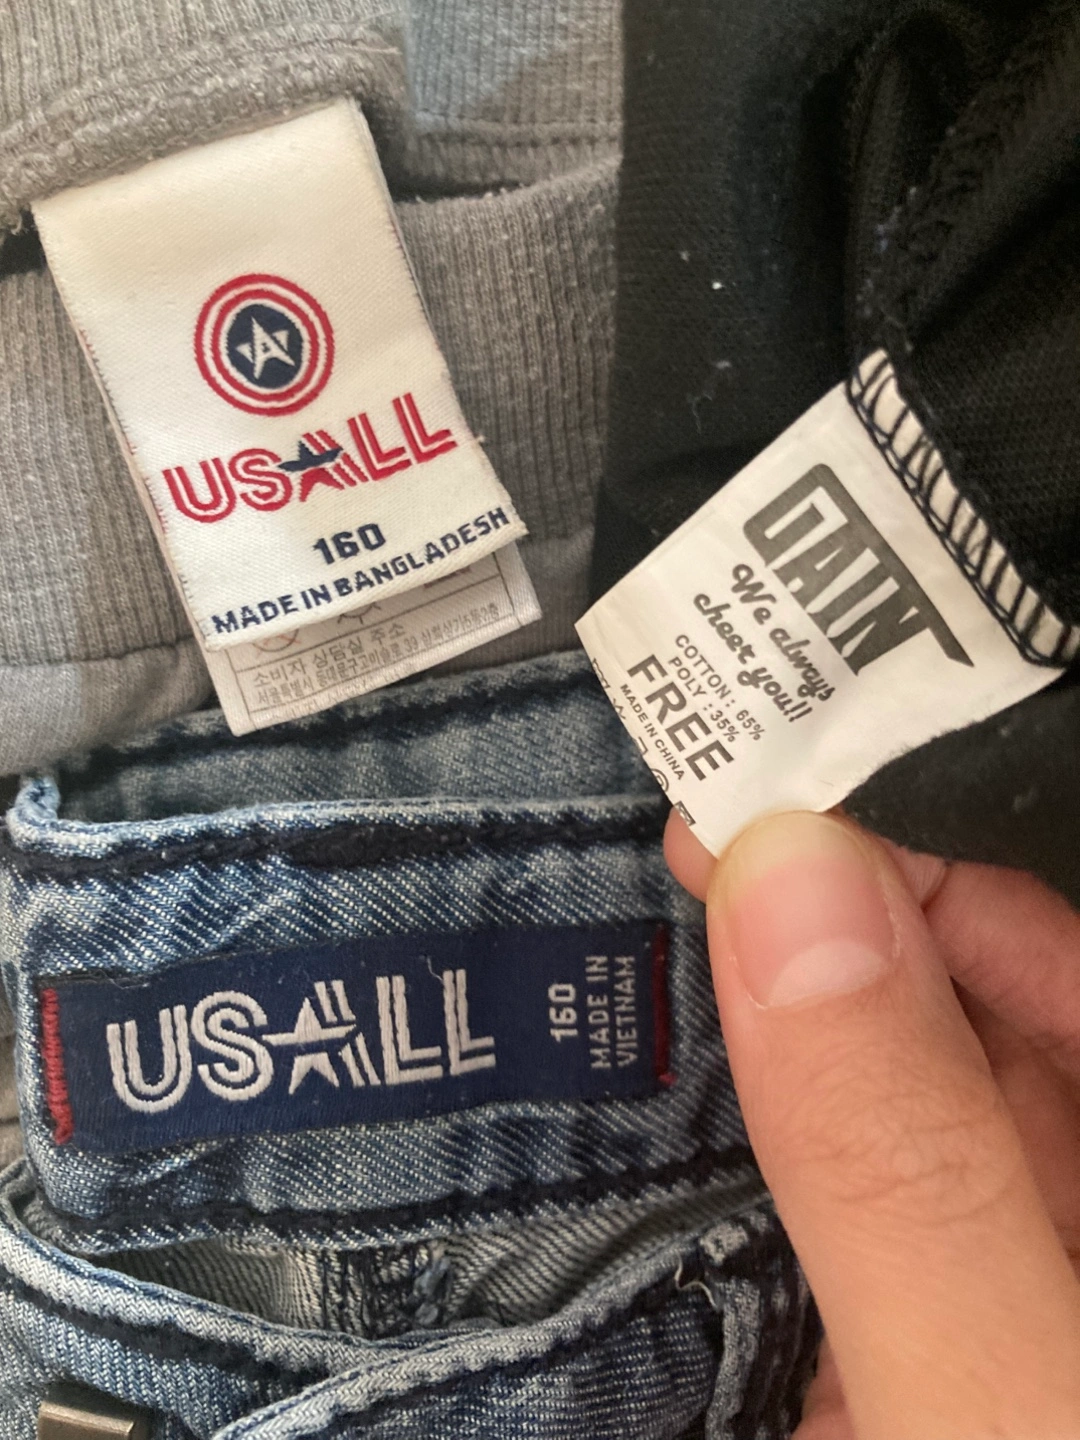 USALL
160
MADE IN BANGLADESH
소비자 상담실 주소
GAIN
We always
cheer you!!
COTTON : 65%
POLY : 35%
FREE
MADE IN CHINA
USALL
160
MADE IN
VIETNAM